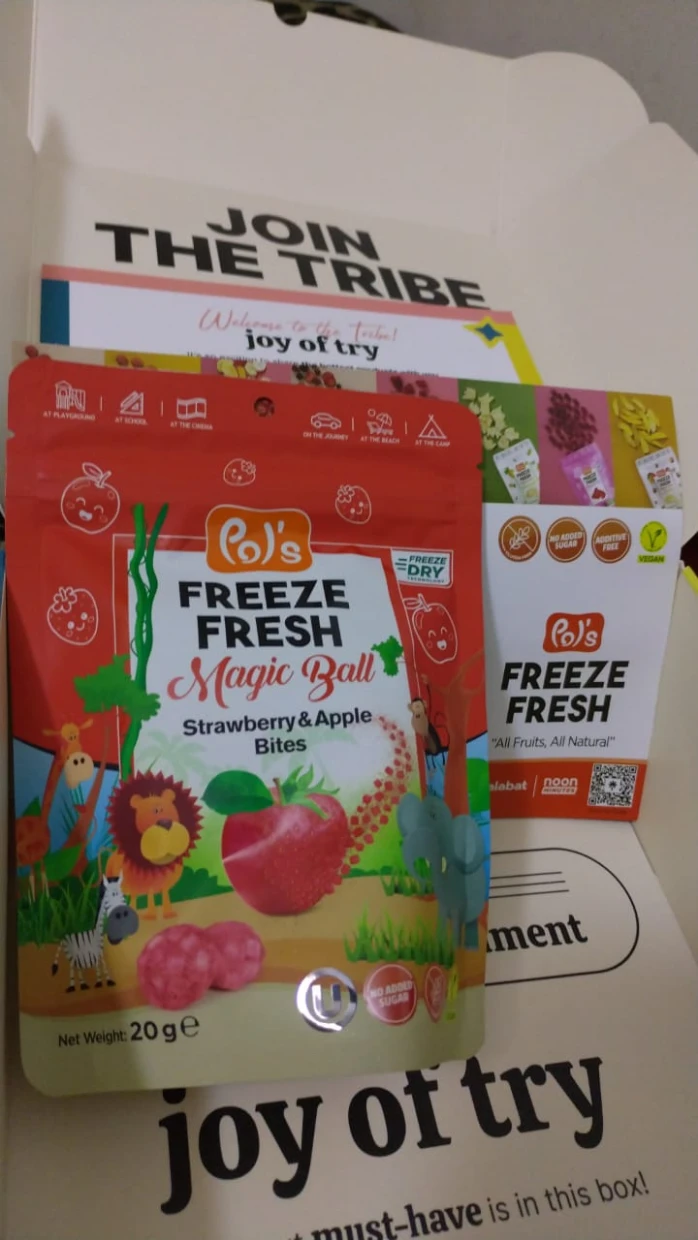 JOIN
THE TRIBE
Welcome to the Tribe!
joy of try
AT PLAYGROUND
AT SCHOOL
AT THE CINEMA
ON THE JOURNEY
AT THE BEACH
AT THE CAMP
Pol's
FREEZE
DRY
TECHNOLOGY
FREEZE
FRESH
Magic Ball
Strawberry & Apple
Bites
U
NO ADDED
SUGAR
Net Weight: 20 g e
NO ADDED
SUGAR
ADDITIVE
FREE
VEGAN
Pol's
FREEZE
FRESH
"All Fruits, All Natural"
alabat
noon
MINUTES
ment
joy of try
must-have is in this box!